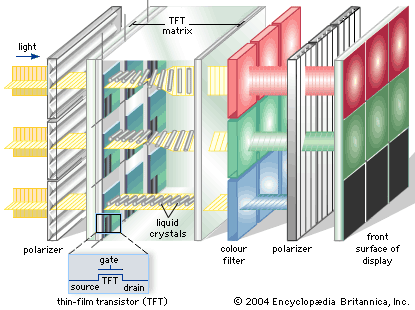 TFT
matrix
light
liquid
crystals
polarizer
colour
filter
polarizer
front
surface of
display
gate
TFT
source drain
thin-film transistor (TFT)
© 2004 Encyclopædia Britannica, Inc.